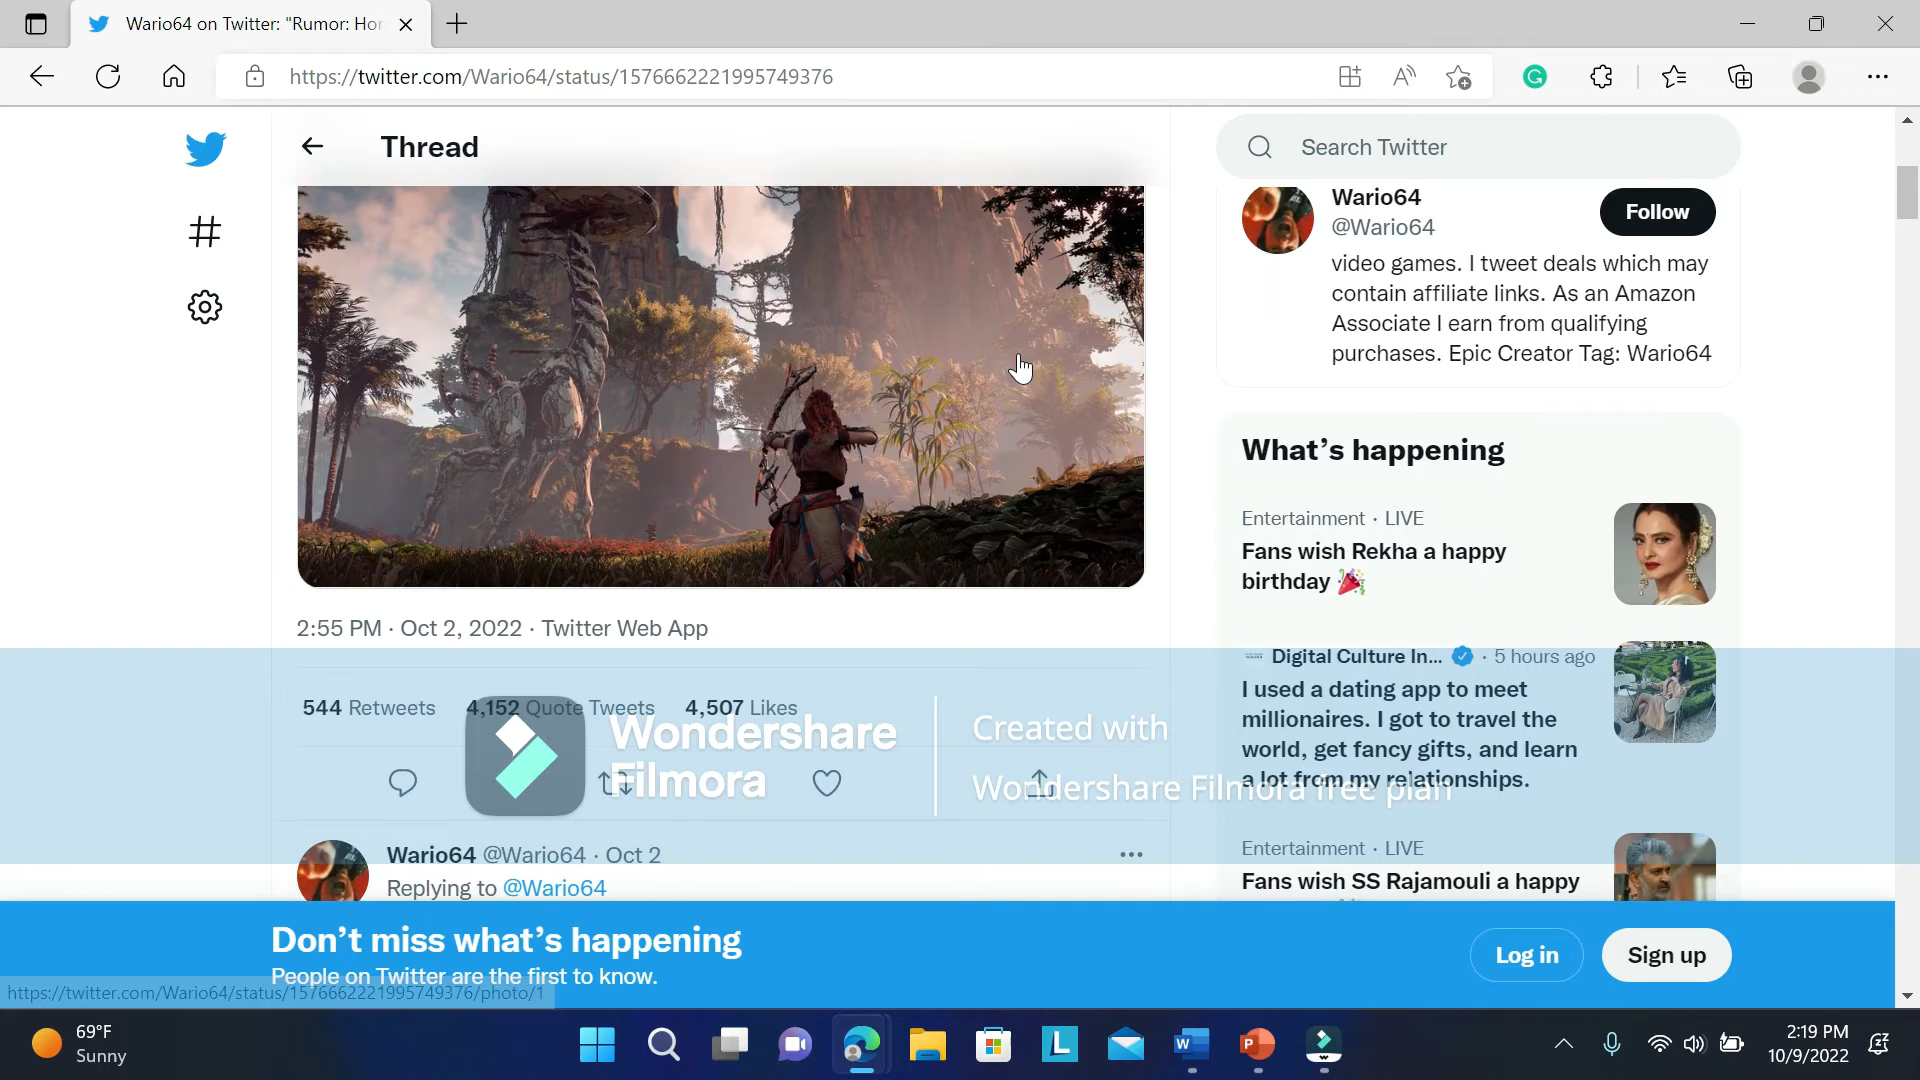 Wario64 on Twitter: "Rumor: Hor
https://twitter.com/Wario64/status/1576662221995749376
Thread
Search Twitter
Wario64
@Wario64
Follow
video games. I tweet deals which may
contain affiliate links. As an Amazon
Associate I earn from qualifying
purchases. Epic Creator Tag: Wario64
What's happening
Entertainment · LIVE
Fans wish Rekha a happy
birthday 🎉
2:55 PM · Oct 2, 2022 · Twitter Web App
Digital Culture In... · 5 hours ago
I used a dating app to meet
millionaires. I got to travel the
world, get fancy gifts, and learn
a lot from my relationships.
544 Retweets 4,152 Quote Tweets 4,507 Likes
Wondershare
Filmora
Created with
Wondershare Filmora free plan
Wario64 @Wario64 · Oct 2
Replying to @Wario64
Entertainment · LIVE
Fans wish SS Rajamouli a happy
Don't miss what's happening
People on Twitter are the first to know.
Log in
Sign up
https://twitter.com/Wario64/status/1576662221995749376/photo/1
69°F
Sunny
L
W
P
2:19 PM
10/9/2022